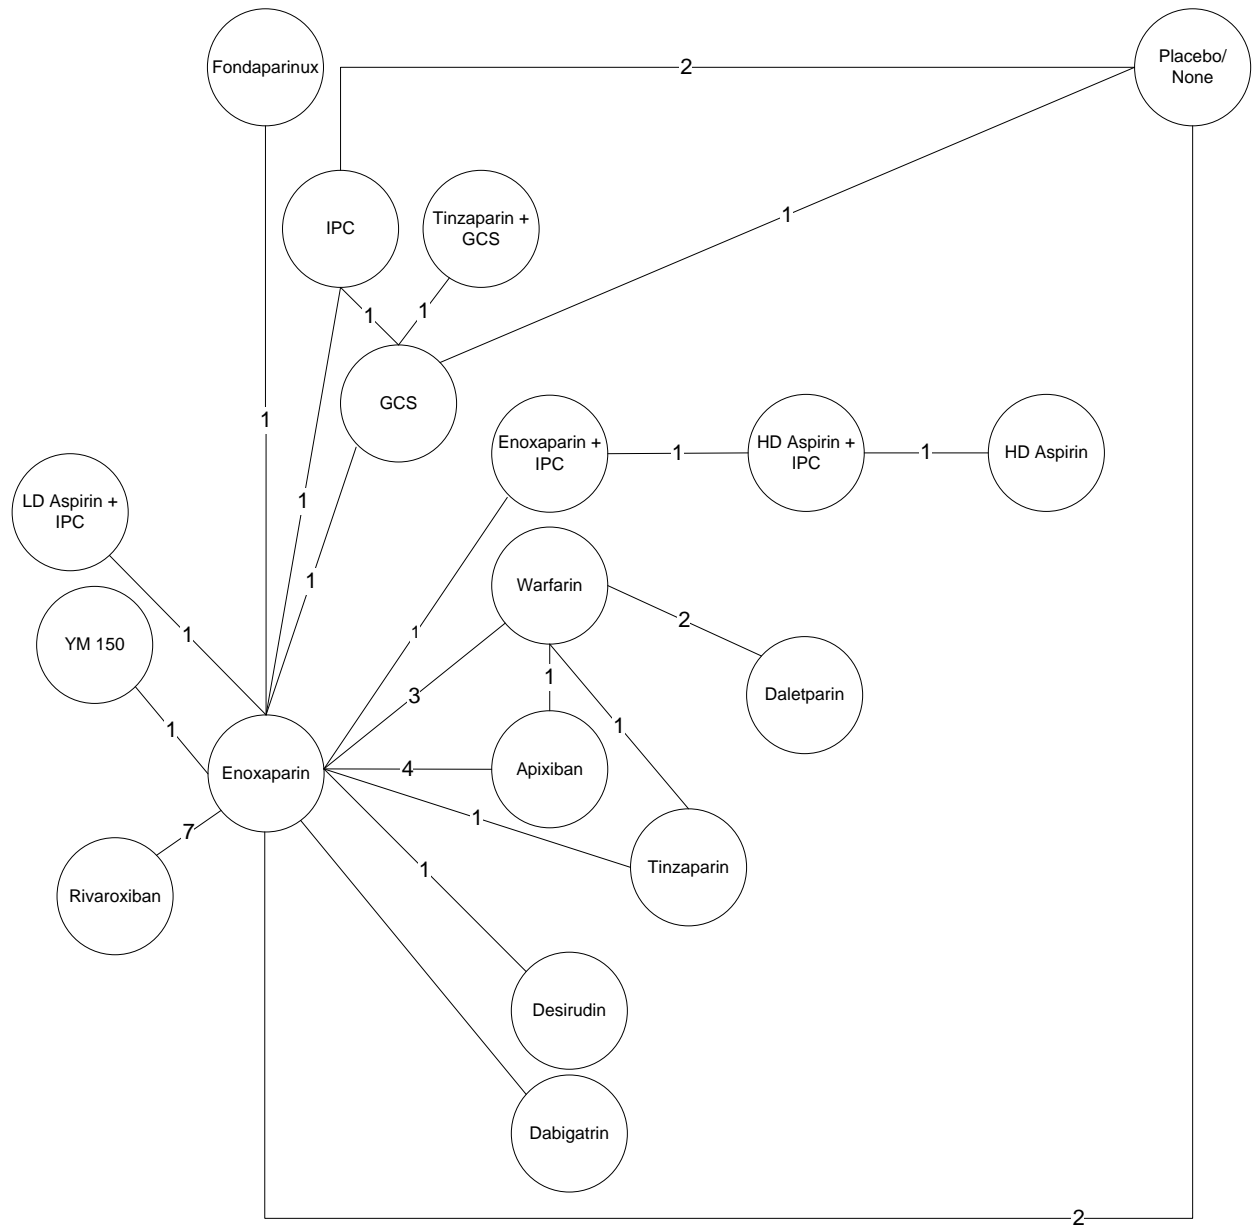 Fondaparinux
Placebo/
None
2
IPC
Tinzaparin +
GCS
1
1
1
GCS
1
Enoxaparin +
IPC
1
HD Aspirin +
IPC
1
HD Aspirin
LD Aspirin +
IPC
1
1
Warfarin
2
1
1
YM 150
3
1
1
Daletparin
1
Enoxaparin
4
Apixiban
7
1
Tinzaparin
Rivaroxiban
1
Desirudin
Dabigatrin
2